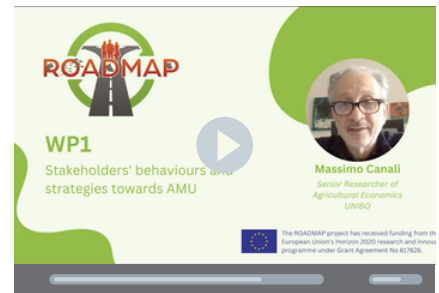 ROADMAP
WP1
Stakeholders' behaviours and
strategies towards AMU
Massimo Canali
Senior Researcher of
Agricultural Economics
UNIBO
The ROADMAP project has received funding from th
European Union's Horizon 2020 research and innova
programme under Grant Agreement No 817626.